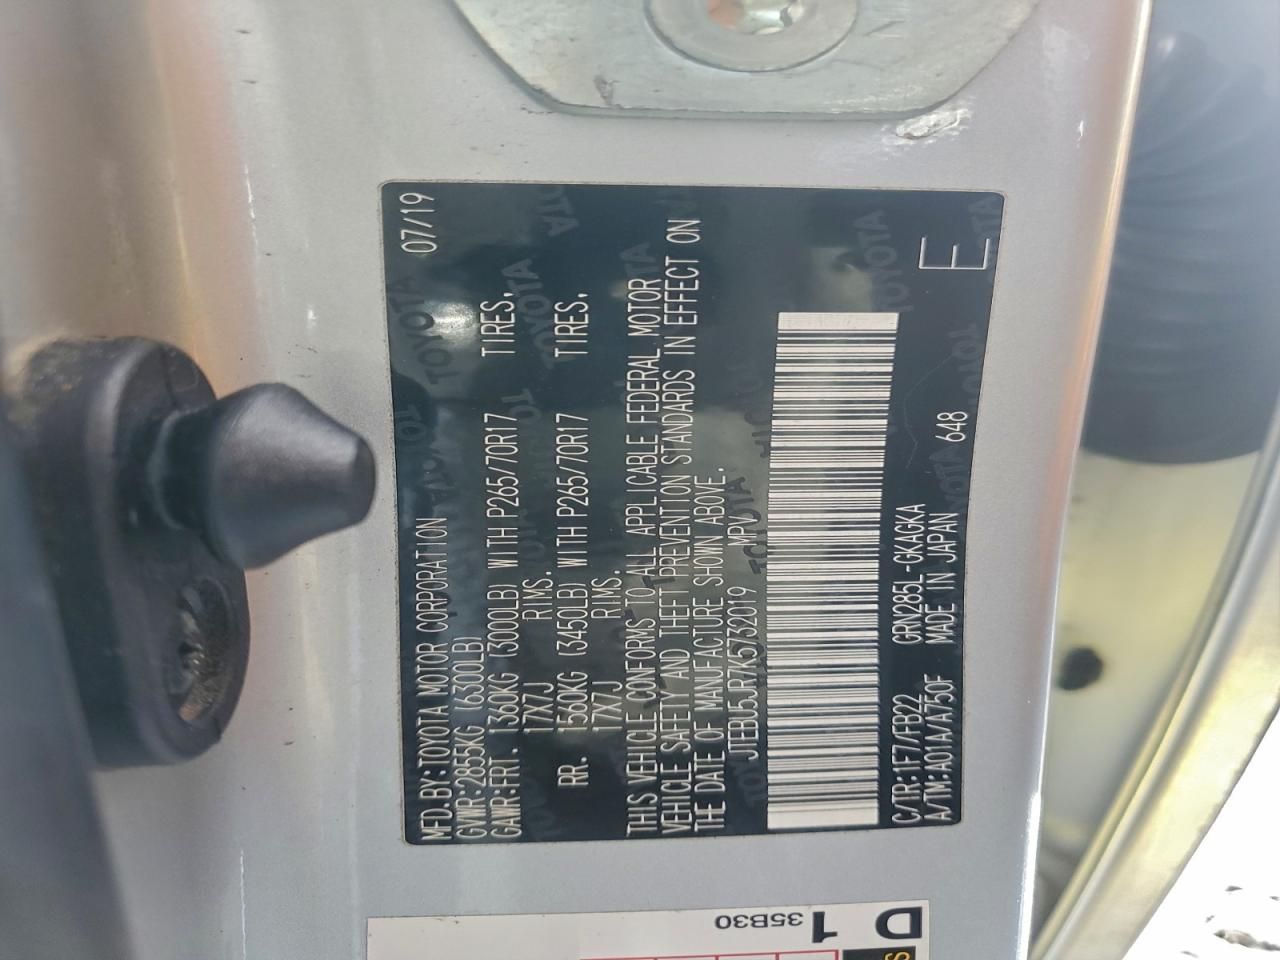 MFD.BY:TOYOTA MOTOR CORPORATION 07/19
GVWR:2855KG (6300LB)
GAWR:FRT. 1360KG (3000LB) WITH P265/70R17 TIRES,
17X7J RIMS.
RR. 1560KG (3450LB) WITH P265/70R17 TIRES,
17X7J RIMS.
THIS VEHICLE CONFORMS TO ALL APPLICABLE FEDERAL MOTOR
VEHICLE SAFETY AND THEFT PREVENTION STANDARDS IN EFFECT ON
THE DATE OF MANUFACTURE SHOWN ABOVE.
JTEBU5JR7K5732019 MPV
C/TR:1F7/FB22 GRN285L-GKAGKA
A/TM:A01A/A750F MADE IN JAPAN 648
E
D 1 35B30